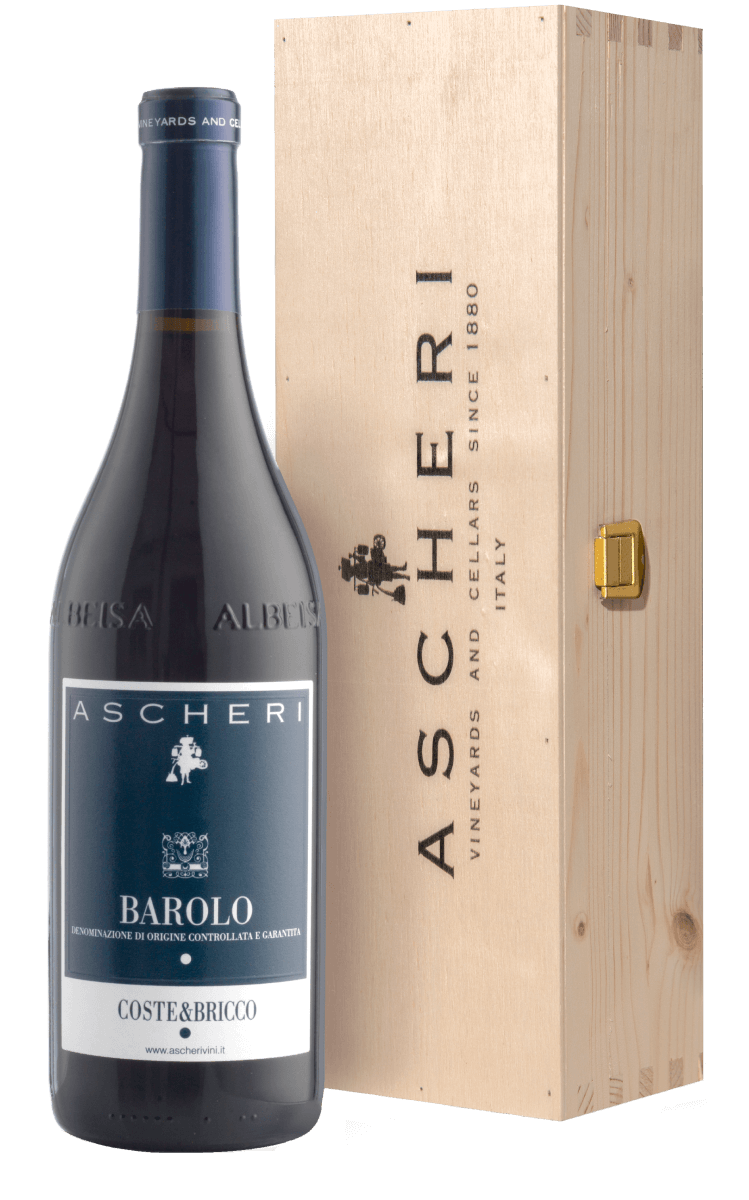 VINEYARDS AND CEL
ALBEISA ALBEIS
ASCHERI
BAROLO
DENOMINAZIONE DI ORIGINE CONTROLLATA E GARANTITA
COSTE&BRICCO
www.ascherivini.it
ASCHERI
VINEYARDS AND CELLARS SINCE 1880
ITALY